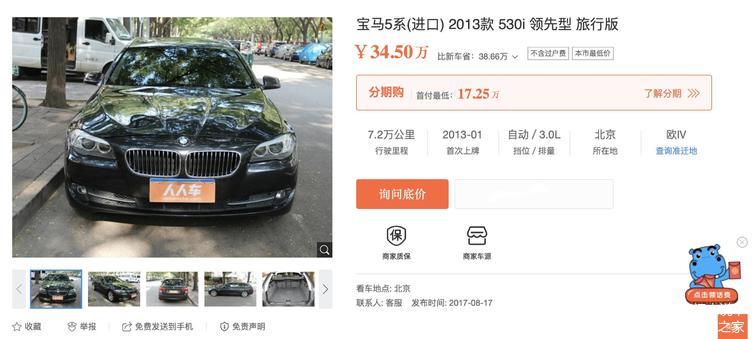 宝马5系(进口) 2013款 530i 领先型 旅行版
￥34.50万 比新车省：38.66万 不含过户费 本市最低价
分期购 首付最低：17.25万 了解分期
7.2万公里 2013-01 自动 / 3.0L 北京 欧IV
行驶里程 首次上牌 挡位 / 排量 所在地 查询准迁地
人人车
询问底价
保
商家质保 商家车源
点击领话费
看车地点：北京
联系人：客服 发布时间：2017-08-17
收藏 举报 免费发送到手机 免责声明
之家